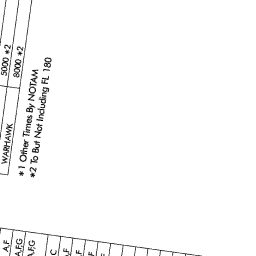 5000 *2
WARHAWK 8000 *2
*1 Other Times By NOTAM
*2 To But Not Including FL 180
A,F
A,F,G
A,F,G
C